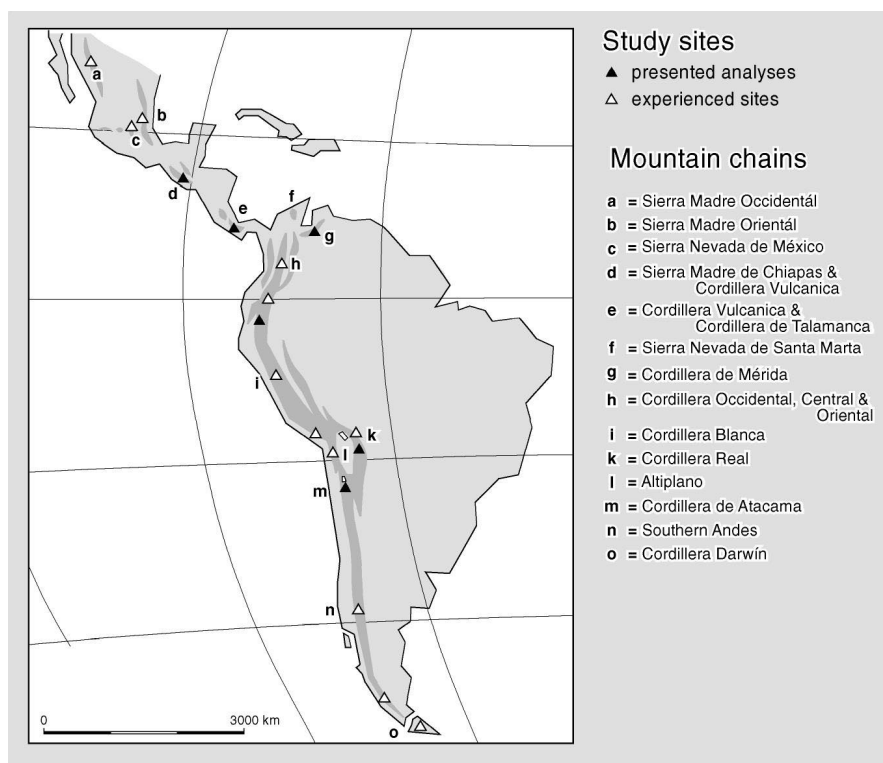 Study sites
▲ presented analyses
△ experienced sites
Mountain chains
a = Sierra Madre Occidentál
b = Sierra Madre Orientál
c = Sierra Nevada de México
d = Sierra Madre de Chiapas &
Cordillera Vulcanica
e = Cordillera Vulcanica &
Cordillera de Talamanca
f = Sierra Nevada de Santa Marta
g = Cordillera de Mérida
h = Cordillera Occidental, Central &
Oriental
i = Cordillera Blanca
k = Cordillera Real
l = Altiplano
m = Cordillera de Atacama
n = Southern Andes
o = Cordillera Darwín
a
b
c
d
e
f
g
h
i
k
l
m
n
o
0 3000 km